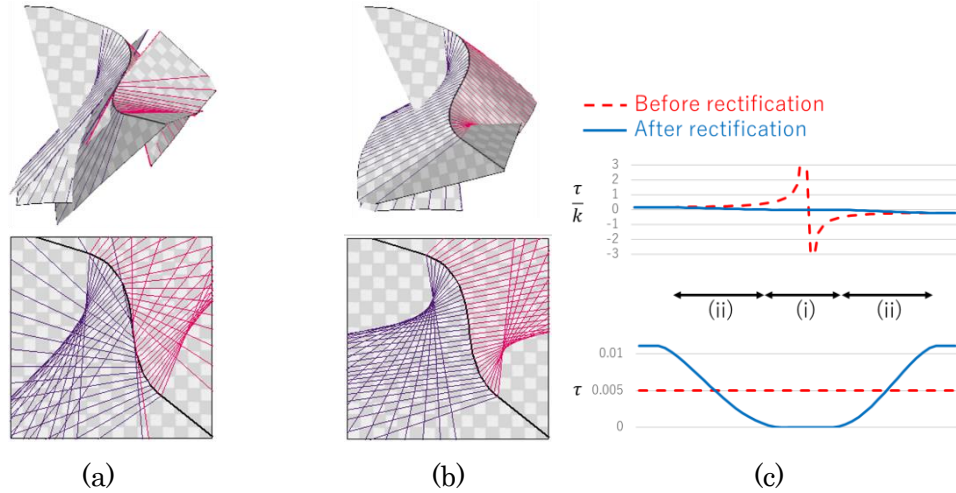 Before rectification
After rectification
3
2
τ/k
1
0
-1
-2
-3
(ii) (i) (ii)
0.01
τ 0.005
0
(a) (b) (c)